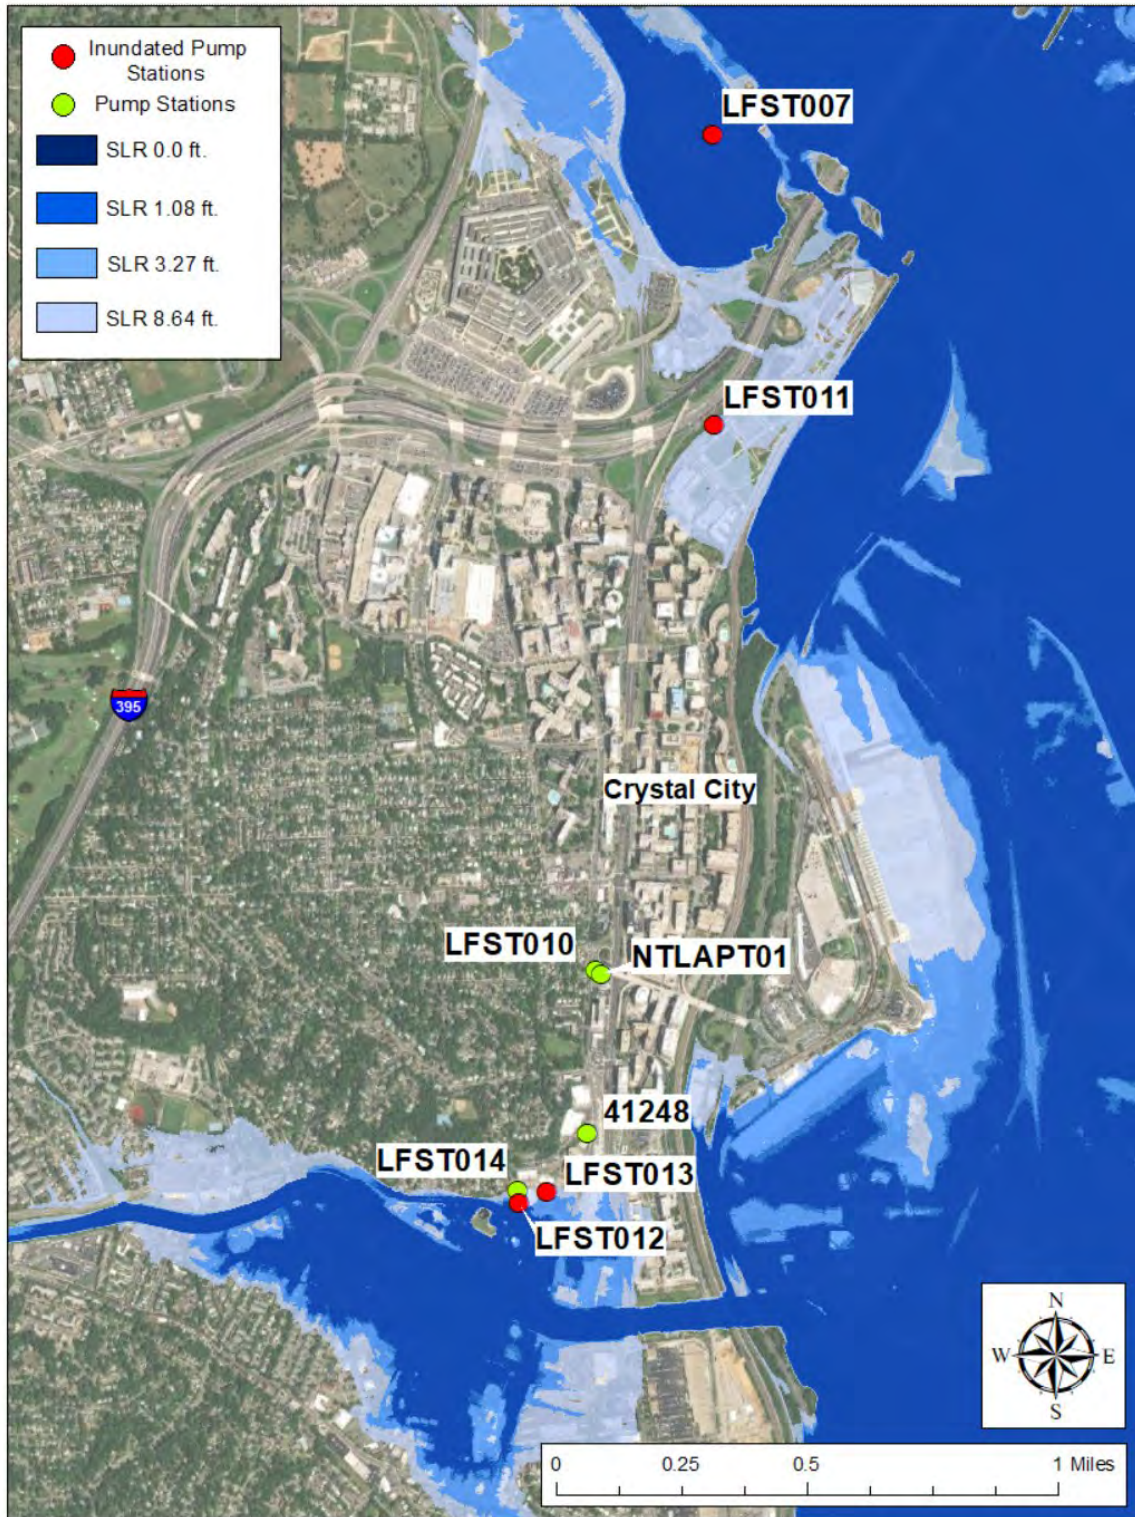 Inundated Pump
Stations
Pump Stations
SLR 0.0 ft.
SLR 1.08 ft.
SLR 3.27 ft.
SLR 8.64 ft.
LFST007
LFST011
395
Crystal City
LFST010
NTLAPT01
41248
LFST014
LFST013
LFST012
N
W E
S
0 0.25 0.5 1 Miles